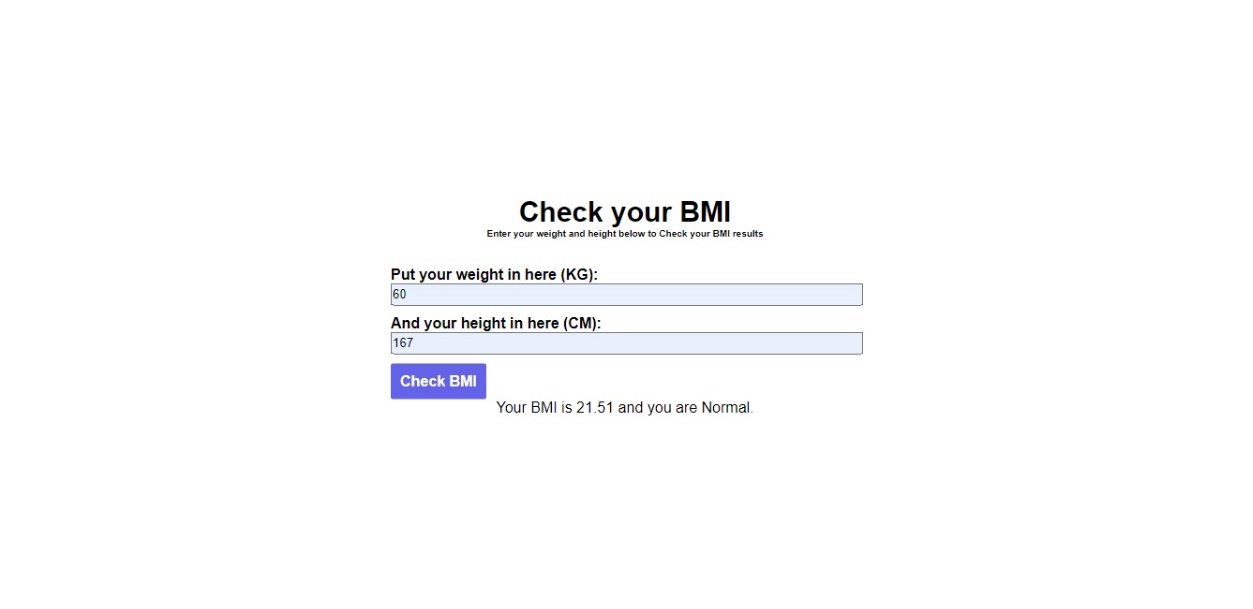 Check your BMI
Enter your weight and height below to Check your BMI results
Put your weight in here (KG):
60
And your height in here (CM):
167
Check BMI
Your BMI is 21.51 and you are Normal.